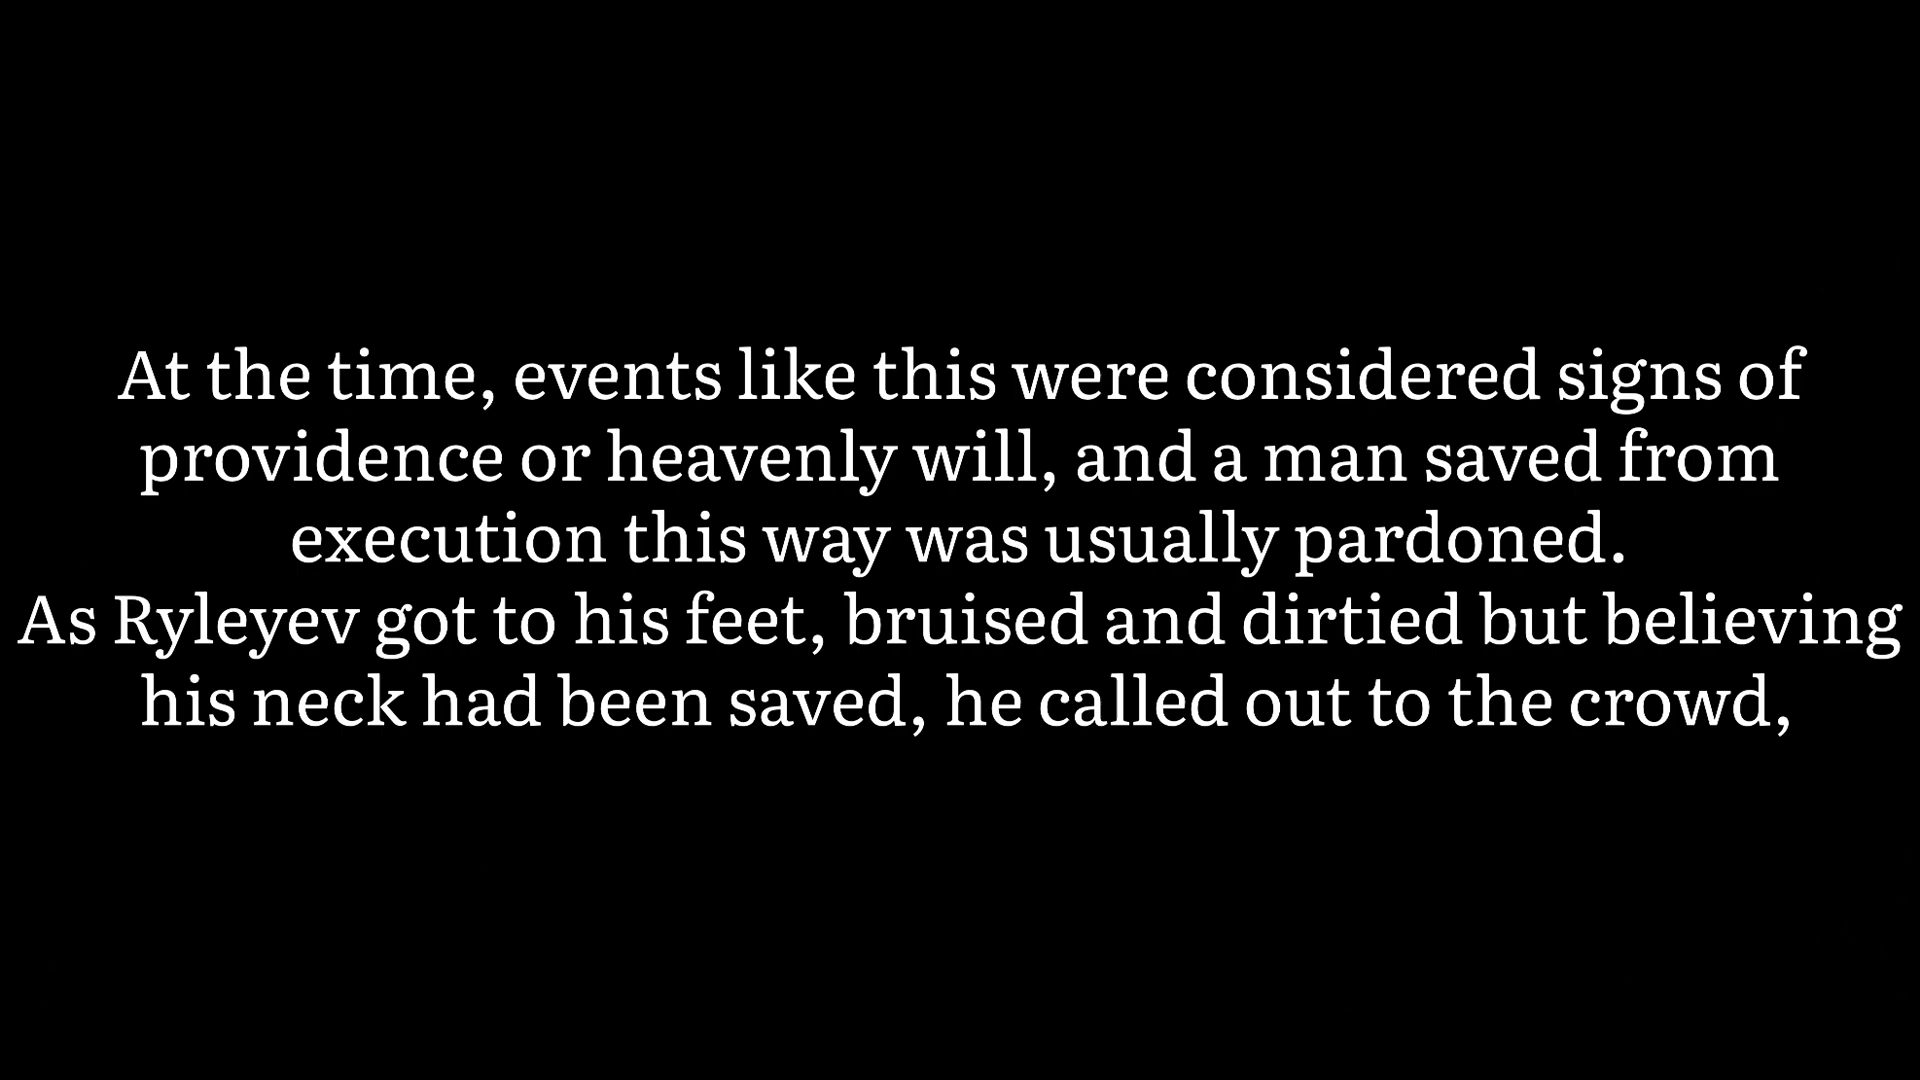 At the time, events like this were considered signs of
providence or heavenly will, and a man saved from
execution this way was usually pardoned.
As Ryleyev got to his feet, bruised and dirtied but believing
his neck had been saved, he called out to the crowd,